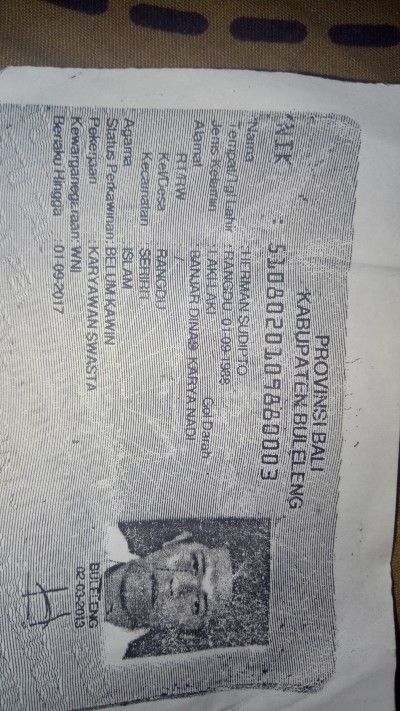 PROVINSI BALI
KABUPATEN BULELENG
NIK : 5108020109880003
Nama : HERMAN SUDIPTO
Tempat/Tgl Lahir : RANGDU, 01-09-1988
Jenis Kelamin : LAKI-LAKI Gol Darah :
Alamat : BANJAR DINAS KARYA NADI
RT/RW : /
Kel/Desa : RANGDU
Kecamatan : SERIRIT
Agama : ISLAM
Status Perkawinan: BELUM KAWIN
Pekerjaan : KARYAWAN SWASTA
Kewarganegaraan: WNI
Berlaku Hingga : 01-09-2017
BULELENG
02-03-2013